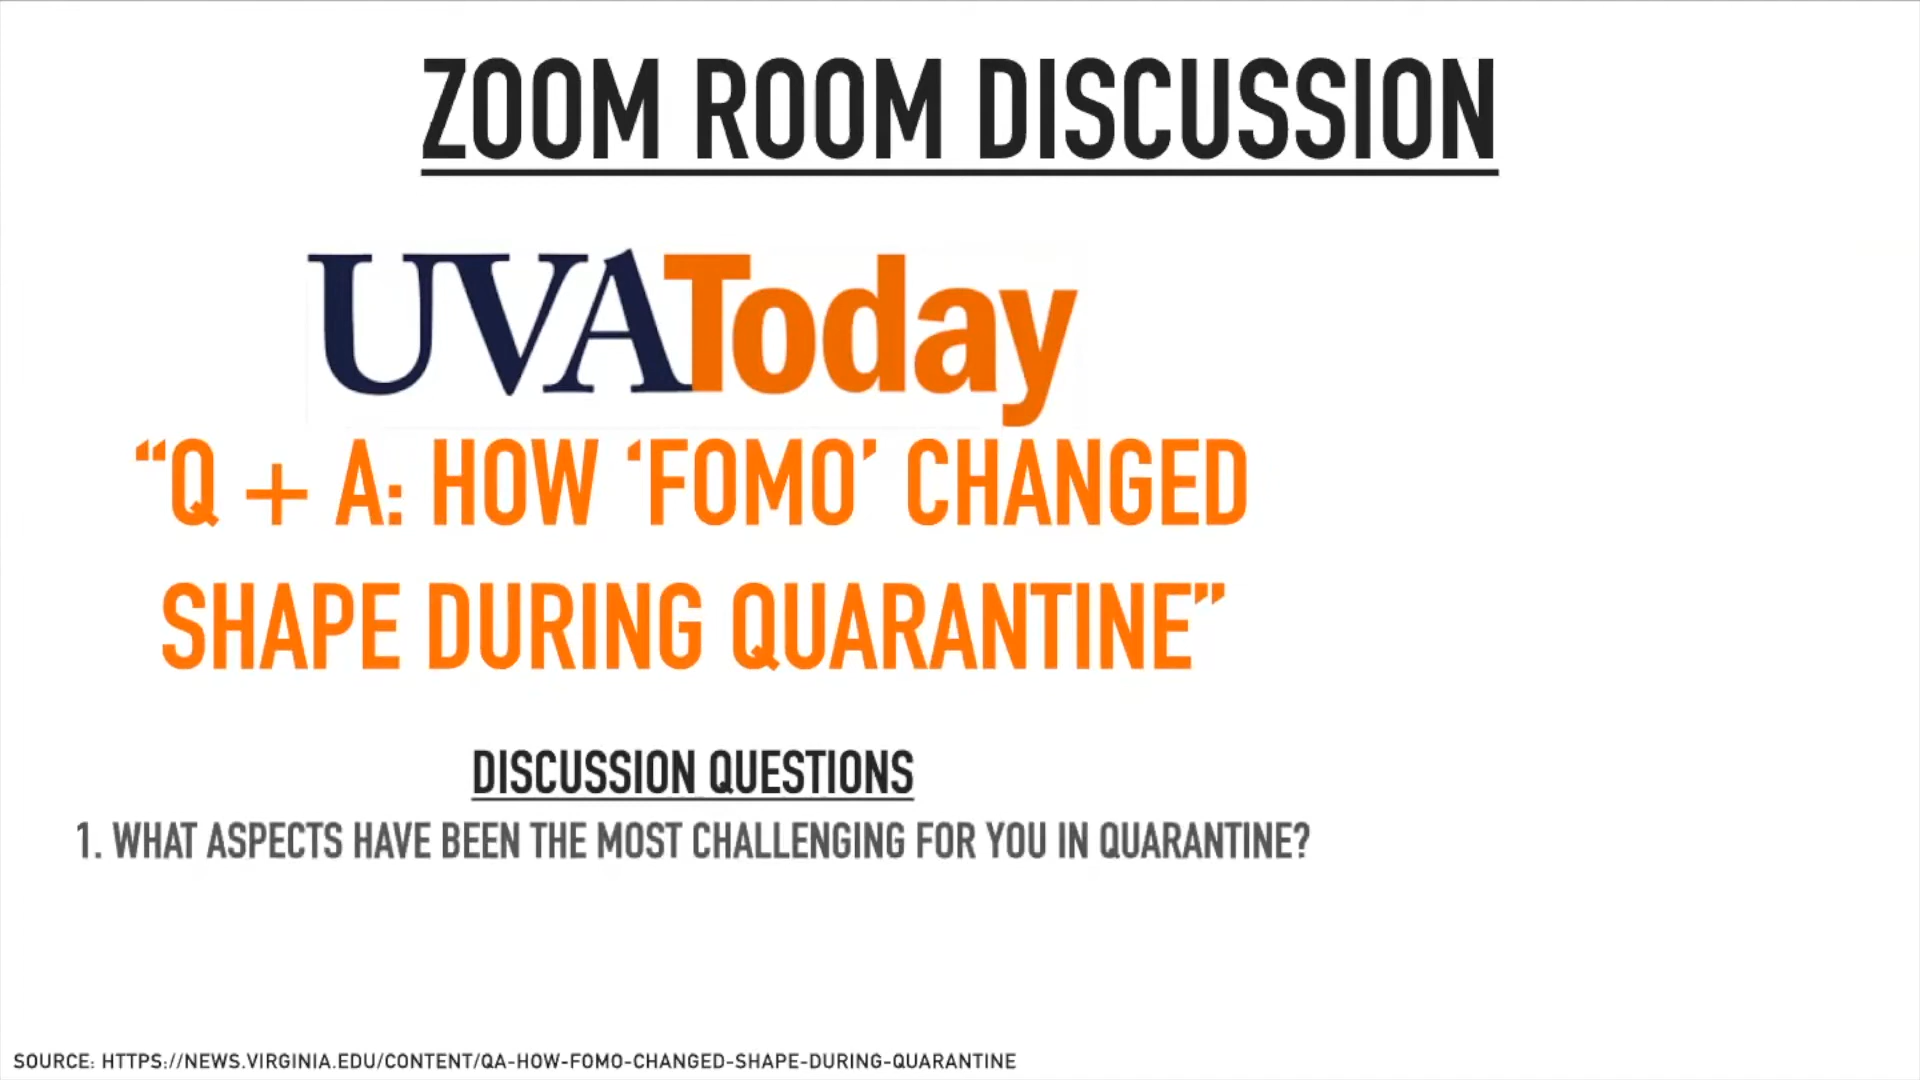 ZOOM ROOM DISCUSSION
UVAToday
“Q + A: HOW ‘FOMO’ CHANGED
SHAPE DURING QUARANTINE”
DISCUSSION QUESTIONS
1. WHAT ASPECTS HAVE BEEN THE MOST CHALLENGING FOR YOU IN QUARANTINE?
SOURCE: HTTPS://NEWS.VIRGINIA.EDU/CONTENT/QA-HOW-FOMO-CHANGED-SHAPE-DURING-QUARANTINE